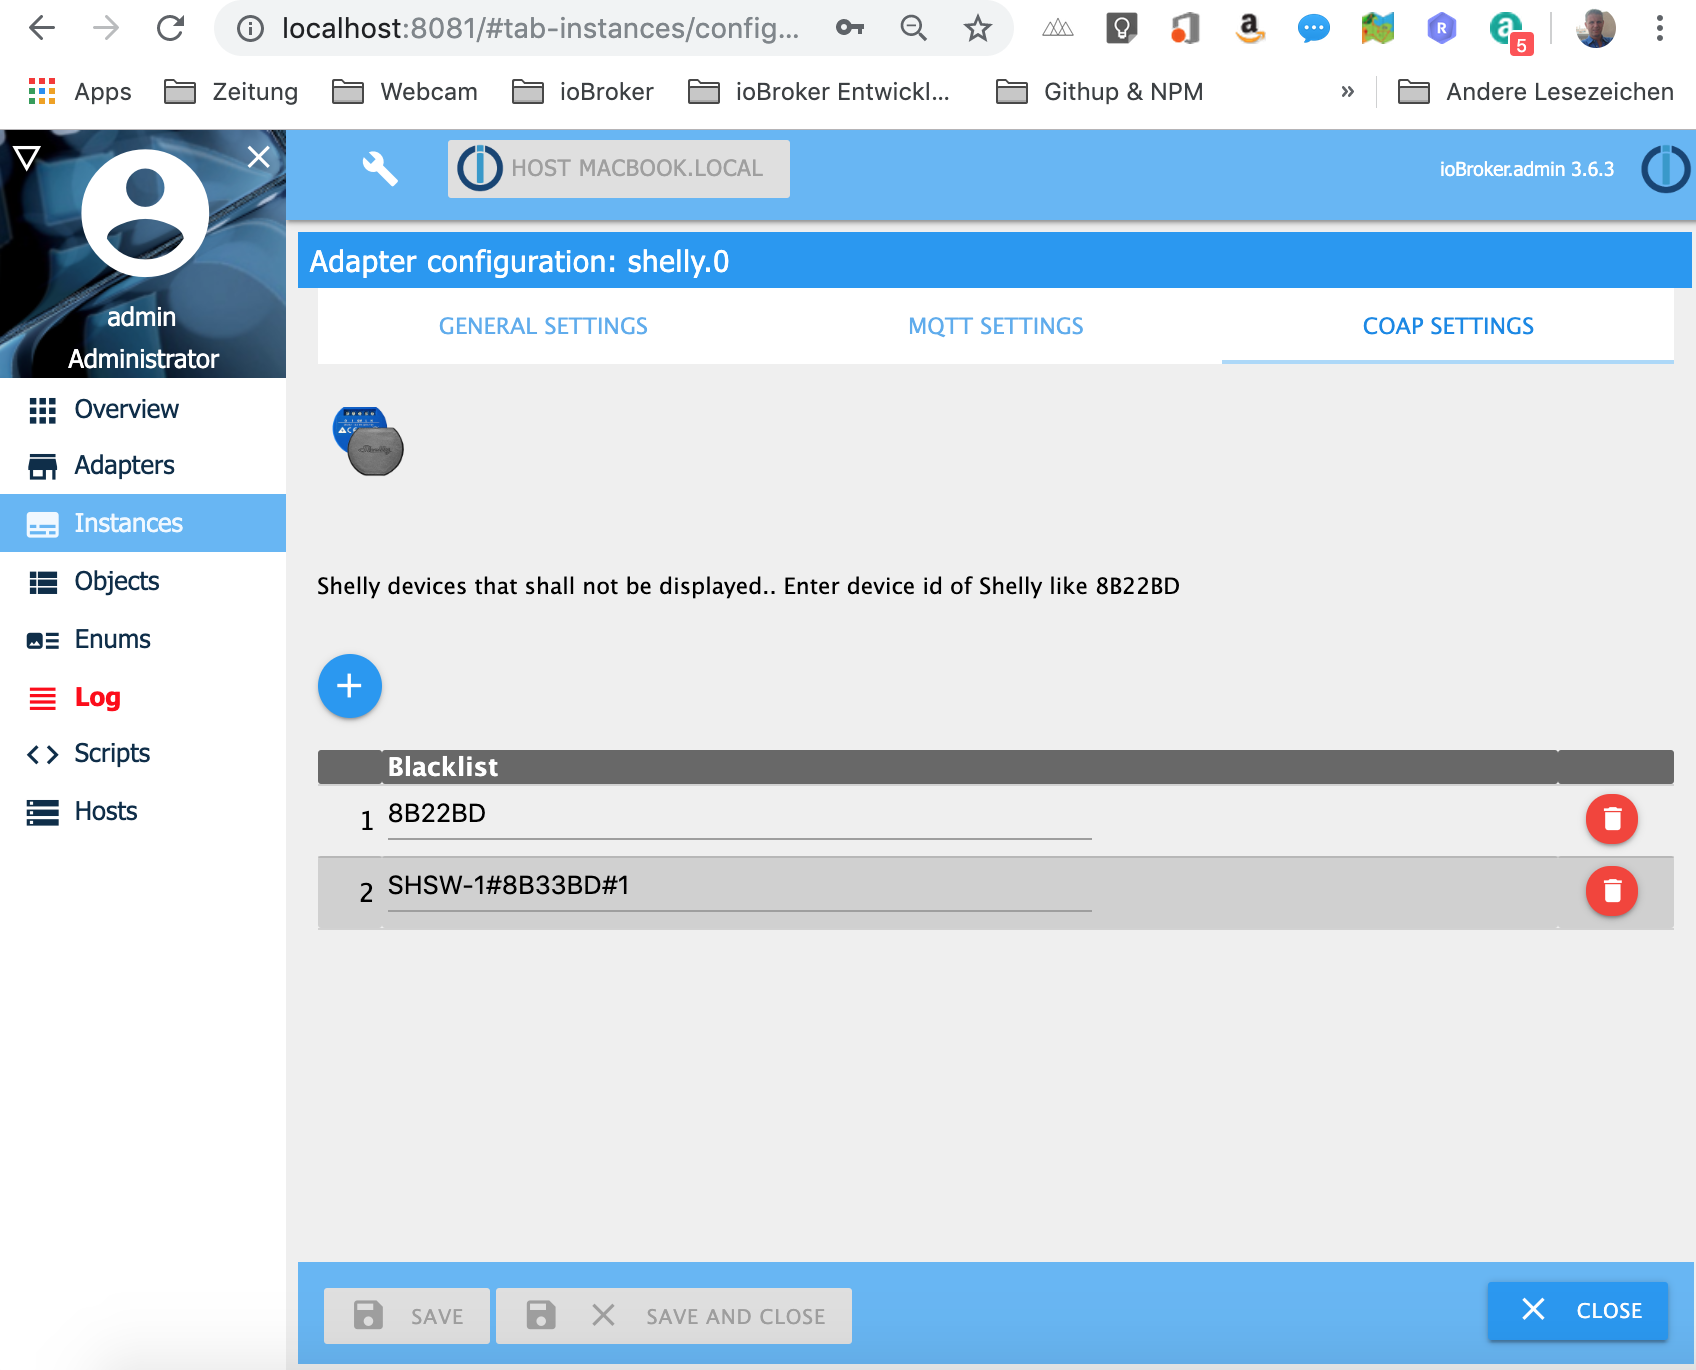 localhost:8081/#tab-instances/config...
5
Apps
Zeitung
Webcam
ioBroker
ioBroker Entwickl...
Githup & NPM
»
Andere Lesezeichen
HOST MACBOOK.LOCAL
ioBroker.admin 3.6.3
admin
Administrator
Overview
Adapters
Instances
Objects
Enums
Log
Scripts
Hosts
Adapter configuration: shelly.0
GENERAL SETTINGS
MQTT SETTINGS
COAP SETTINGS
Shelly
Shelly devices that shall not be displayed.. Enter device id of Shelly like 8B22BD
Blacklist
1 8B22BD
2 SHSW-1#8B33BD#1
SAVE
SAVE AND CLOSE
CLOSE